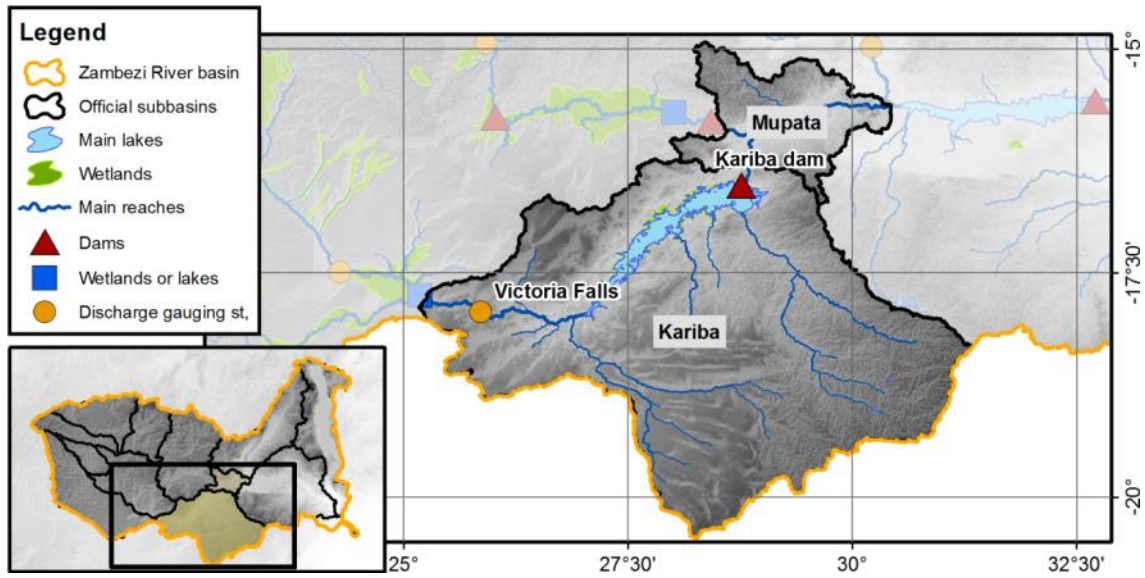 Legend
Zambezi River basin
Official subbasins
Main lakes
Wetlands
Main reaches
Dams
Wetlands or lakes
Discharge gauging st,
Mupata
Kariba dam
Victoria Falls
Kariba
-15°
-17°30'
-20°
25°
27°30'
30°
32°30'